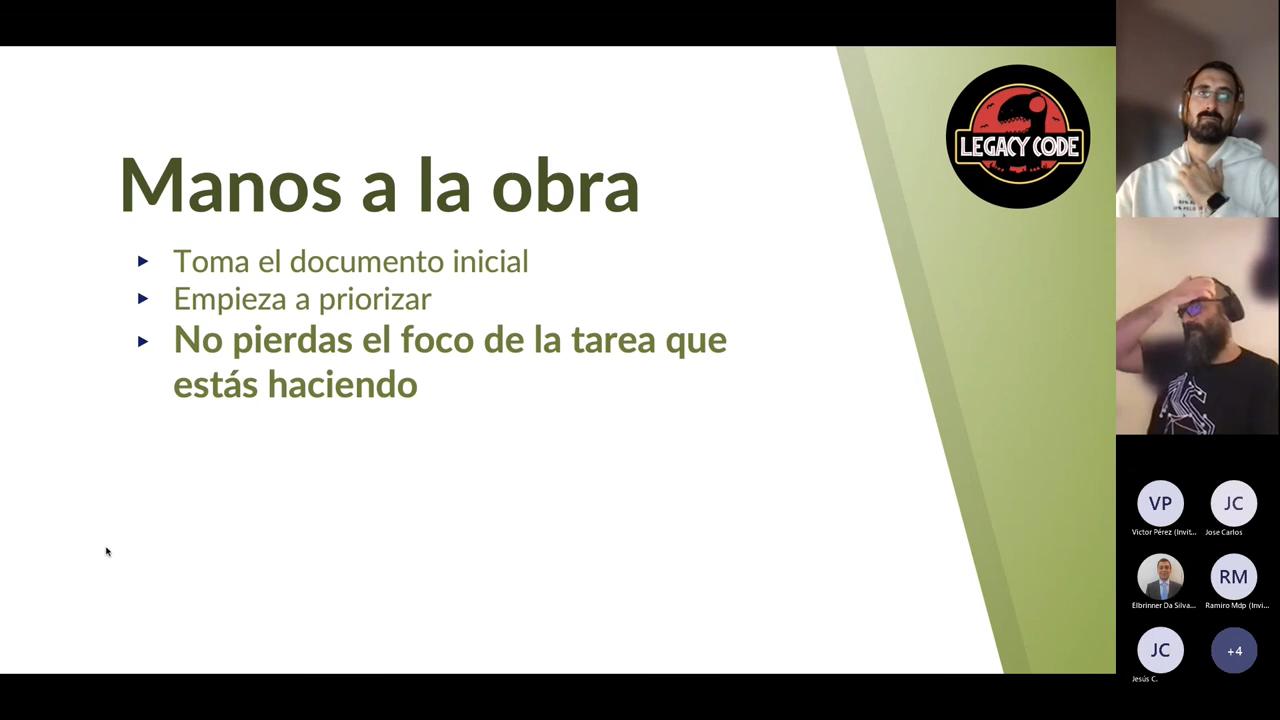 Manos a la obra
Toma el documento inicial
Empieza a priorizar
No pierdas el foco de la tarea que
estás haciendo
LEGACY CODE
VP
JC
Victor Pérez (Invit...
Jose Carlos
RM
Elbrinner Da Silva...
Ramiro Mdp (Invi...
JC
+4
Jesús C.